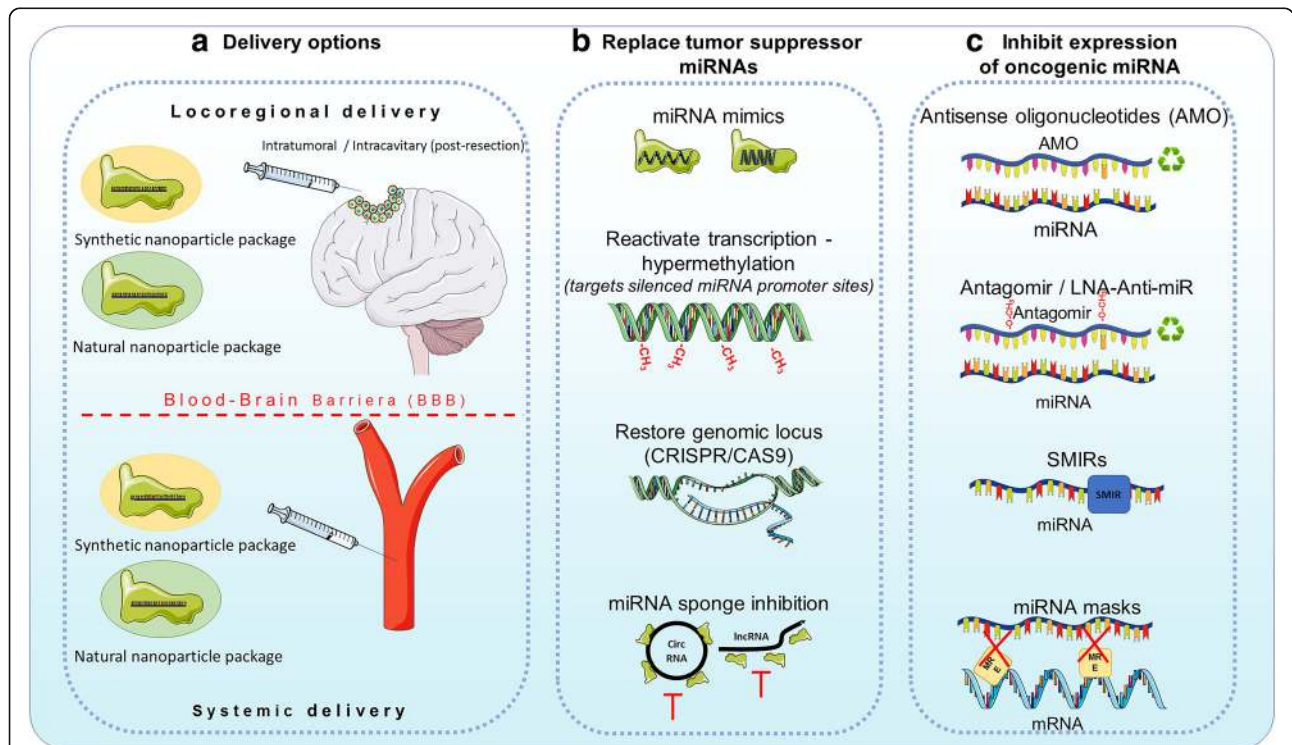 a Delivery options
Locoregional delivery
Intratumoral / Intracavitary (post-resection)
Synthetic nanoparticle package
Natural nanoparticle package
Blood-Brain Barriera (BBB)
Synthetic nanoparticle package
Natural nanoparticle package
Systemic delivery
b Replace tumor suppressor
miRNAs
miRNA mimics
Reactivate transcription -
hypermethylation
(targets silenced miRNA promoter sites)
-CH3
-CH3
-CH3
-CH3
Restore genomic locus
(CRISPR/CAS9)
miRNA sponge inhibition
Circ
RNA
lncRNA
c Inhibit expression
of oncogenic miRNA
Antisense oligonucleotides (AMO)
AMO
miRNA
Antagomir / LNA-Anti-miR
Antagomir
-O-CH3
-O-CH3
miRNA
SMIRs
SMIR
miRNA
miRNA masks
MR
E
MR
E
mRNA